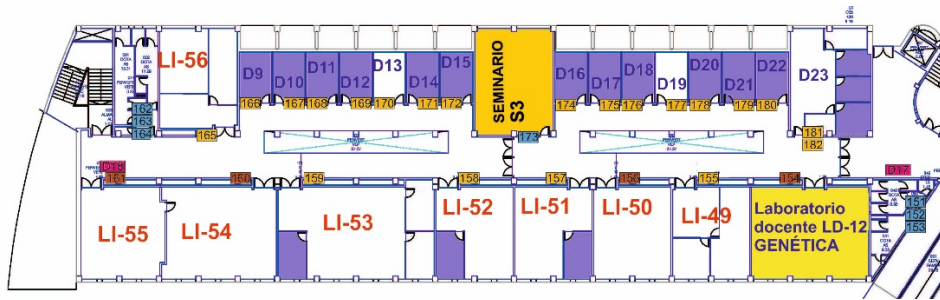 LI-56
D9
D10
D11
D12
D13
D14
D15
SEMINARIO
S3
D16
D17
D18
D19
D20
D21
D22
D23
162
163
164
165
166
167
168
169
170
171
172
173
174
175
176
177
178
179
180
181
182
D18
161
160
159
158
157
156
155
154
D17
151
152
153
LI-55
LI-54
LI-53
LI-52
LI-51
LI-50
LI-49
Laboratorio
docente LD-12
GENÉTICA